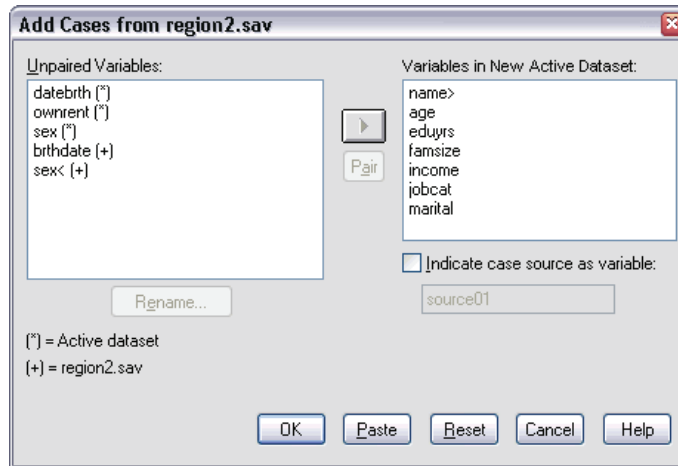 Add Cases from region2.sav
Unpaired Variables:
datebrth (*)
ownrent (*)
sex (*)
brthdate (+)
sex< (+)
Rename...
(*) = Active dataset
(+) = region2.sav
Pair
Variables in New Active Dataset:
name>
age
eduyrs
famsize
income
jobcat
marital
Indicate case source as variable:
source01
OK
Paste
Reset
Cancel
Help